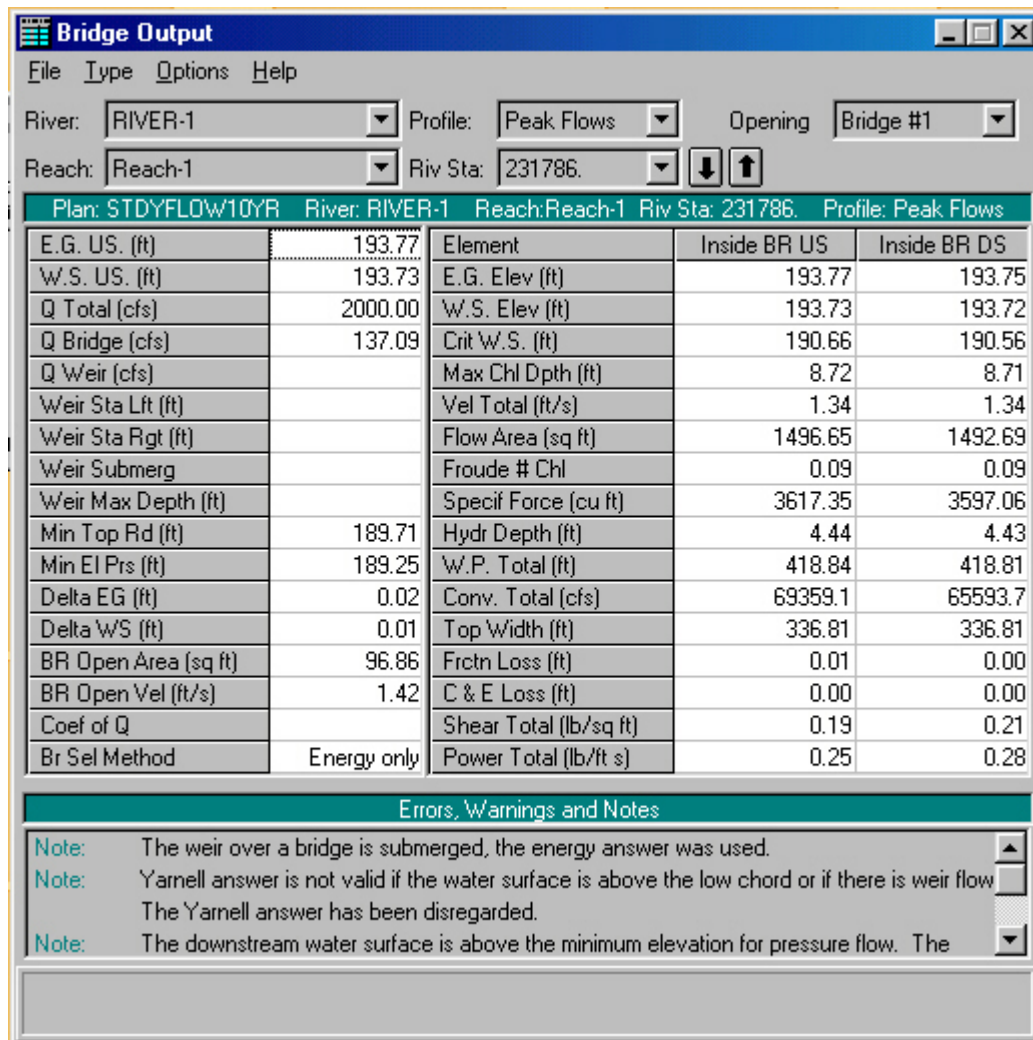 Bridge Output
File Type Options Help
River: RIVER-1 Profile: Peak Flows Opening Bridge #1
Reach: Reach-1 Riv Sta: 231786.
Plan: STDYFLOW10YR River: RIVER-1 Reach:Reach-1 Riv Sta: 231786. Profile: Peak Flows
E.G. US. (ft) 193.77 Element Inside BR US Inside BR DS
W.S. US. (ft) 193.73 E.G. Elev (ft) 193.77 193.75
Q Total (cfs) 2000.00 W.S. Elev (ft) 193.73 193.72
Q Bridge (cfs) 137.09 Crit W.S. (ft) 190.66 190.56
Q Weir (cfs) Max Chl Dpth (ft) 8.72 8.71
Weir Sta Lft (ft) Vel Total (ft/s) 1.34 1.34
Weir Sta Rgt (ft) Flow Area (sq ft) 1496.65 1492.69
Weir Submerg Froude # Chl 0.09 0.09
Weir Max Depth (ft) Specif Force (cu ft) 3617.35 3597.06
Min Top Rd (ft) 189.71 Hydr Depth (ft) 4.44 4.43
Min El Prs (ft) 189.25 W.P. Total (ft) 418.84 418.81
Delta EG (ft) 0.02 Conv. Total (cfs) 69359.1 65593.7
Delta WS (ft) 0.01 Top Width (ft) 336.81 336.81
BR Open Area (sq ft) 96.86 Frctn Loss (ft) 0.01 0.00
BR Open Vel (ft/s) 1.42 C & E Loss (ft) 0.00 0.00
Coef of Q Shear Total (lb/sq ft) 0.19 0.21
Br Sel Method Energy only Power Total (lb/ft s) 0.25 0.28
Errors, Warnings and Notes
Note: The weir over a bridge is submerged, the energy answer was used.
Note: Yarnell answer is not valid if the water surface is above the low chord or if there is weir flow
The Yarnell answer has been disregarded.
Note: The downstream water surface is above the minimum elevation for pressure flow. The